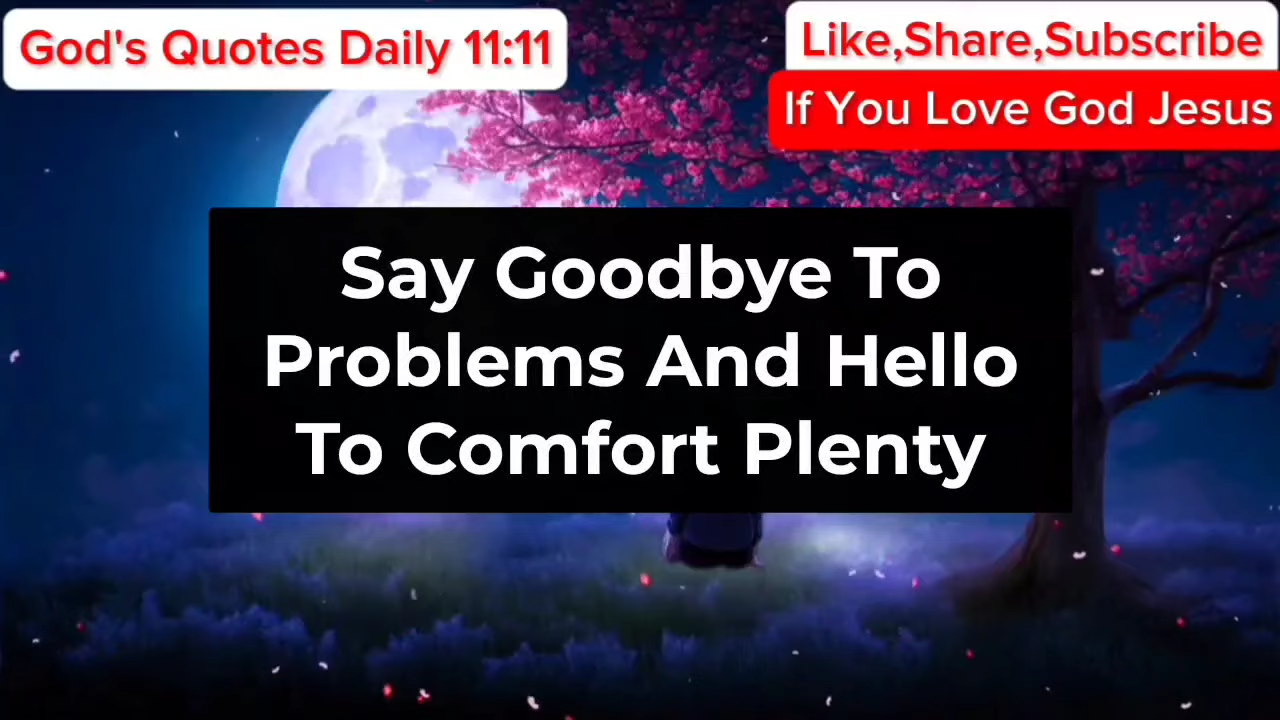 God's Quotes Daily 11:11
Like,Share,Subscribe
If You Love God Jesus
Say Goodbye To
Problems And Hello
To Comfort Plenty